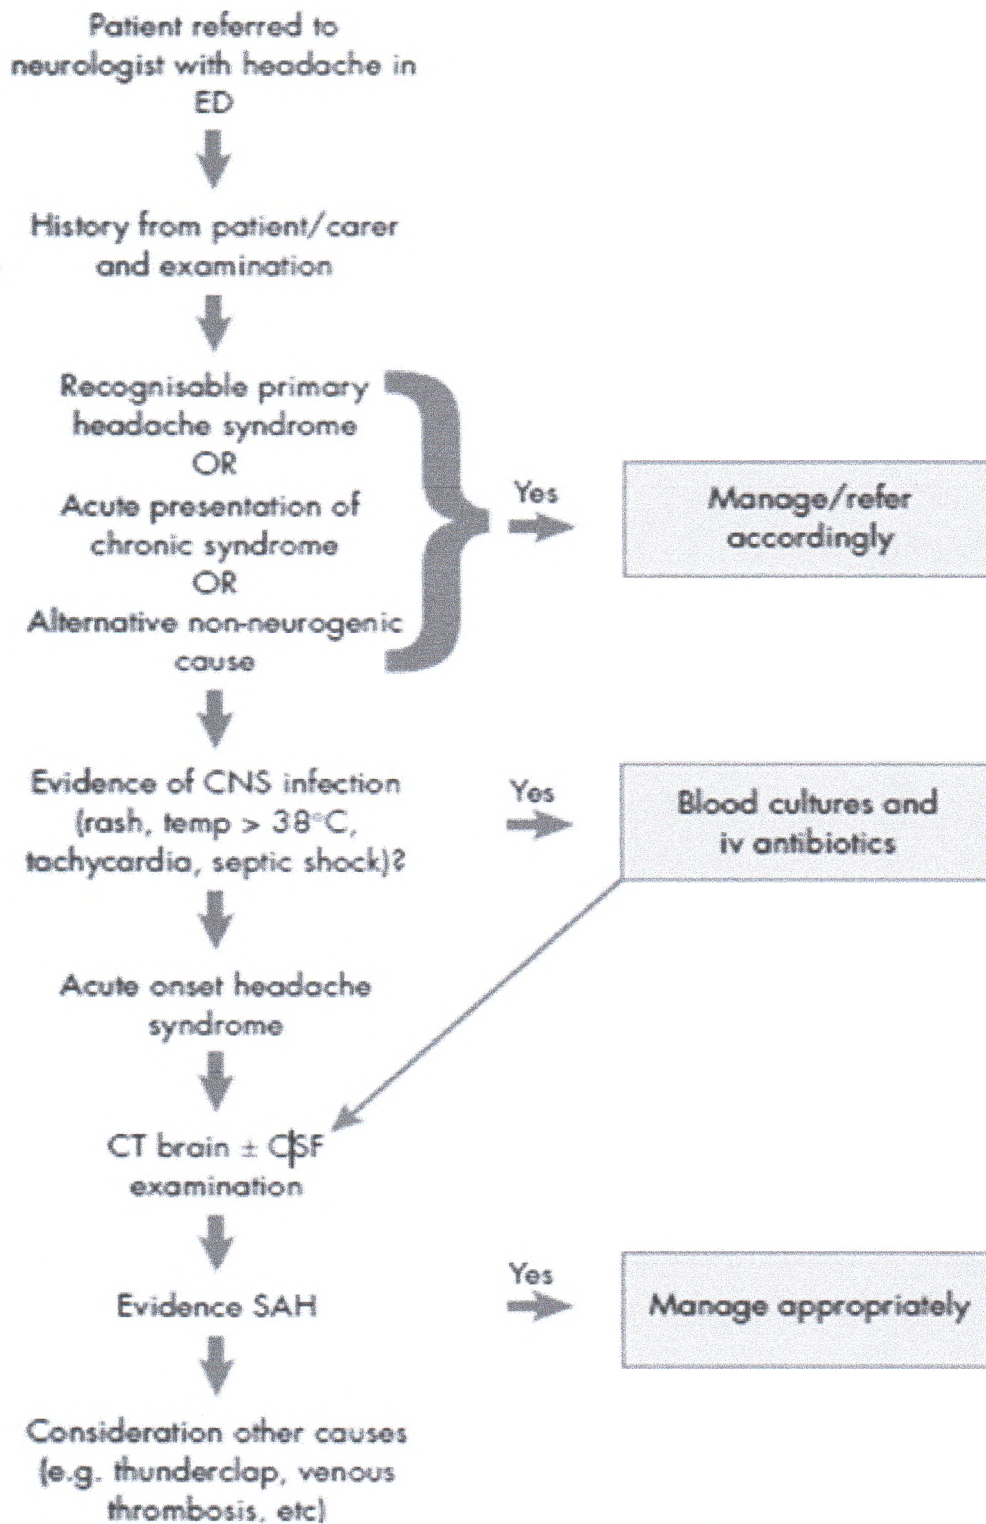 Patient referred to
neurologist with headache in
ED
History from patient/carer
and examination
Recognisable primary
headache syndrome
OR
Acute presentation of
chronic syndrome
OR
Alternative non-neurogenic
cause
Yes
Manage/refer
accordingly
Evidence of CNS infection
(rash, temp > 38°C,
tachycardia, septic shock)?
Yes
Blood cultures and
iv antibiotics
Acute onset headache
syndrome
CT brain ± CSF
examination
Evidence SAH
Yes
Manage appropriately
Consideration other causes
(e.g. thunderclap, venous
thrombosis, etc)